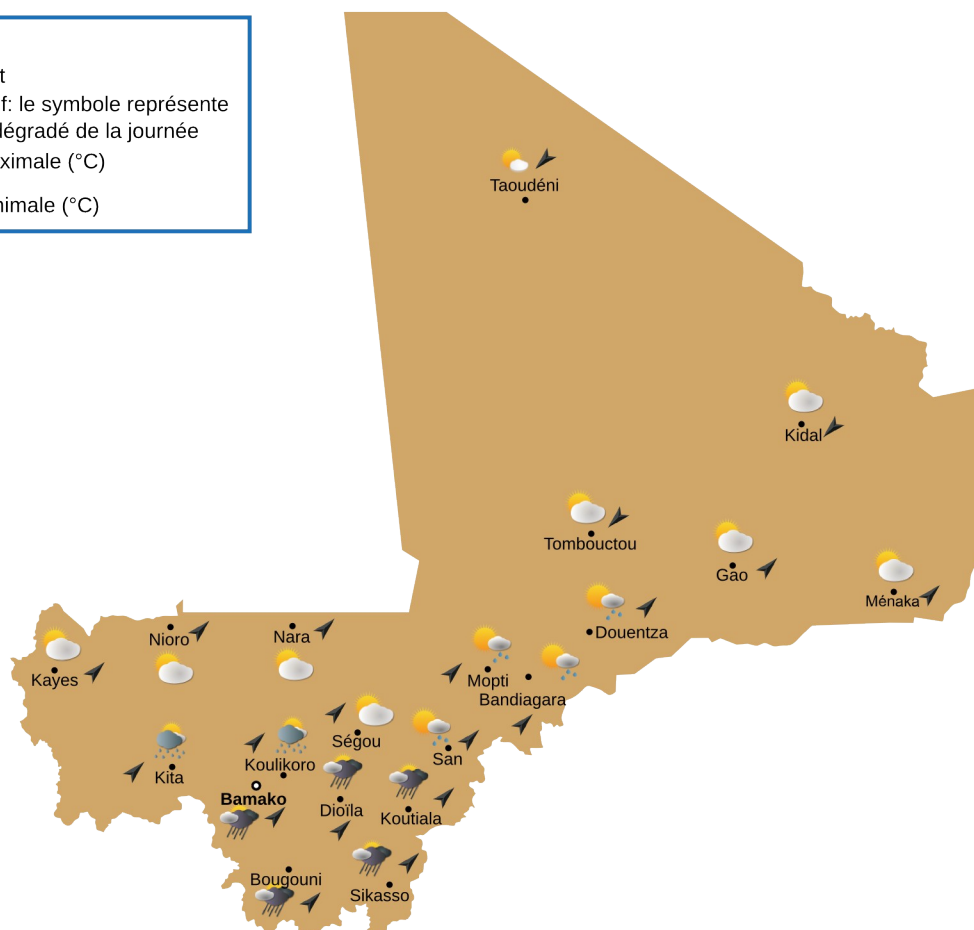 t
f: le symbole représente
dégradé de la journée
ximale (°C)
nimale (°C)
Taoudéni
Kidal
Tombouctou
Gao
Ménaka
Douentza
Nioro
Nara
Kayes
Mopti
Bandiagara
Ségou
San
Koulikoro
Kita
Bamako
Dioïla
Koutiala
Bougouni
Sikasso